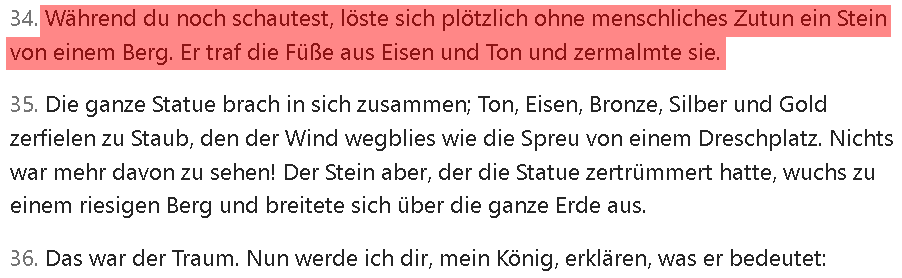 34. Während du noch schautest, löste sich plötzlich ohne menschliches Zutun ein Stein
von einem Berg. Er traf die Füße aus Eisen und Ton und zermalmte sie.
35. Die ganze Statue brach in sich zusammen; Ton, Eisen, Bronze, Silber und Gold
zerfielen zu Staub, den der Wind wegblies wie die Spreu von einem Dreschplatz. Nichts
war mehr davon zu sehen! Der Stein aber, der die Statue zertrümmert hatte, wuchs zu
einem riesigen Berg und breitete sich über die ganze Erde aus.
36. Das war der Traum. Nun werde ich dir, mein König, erklären, was er bedeutet: